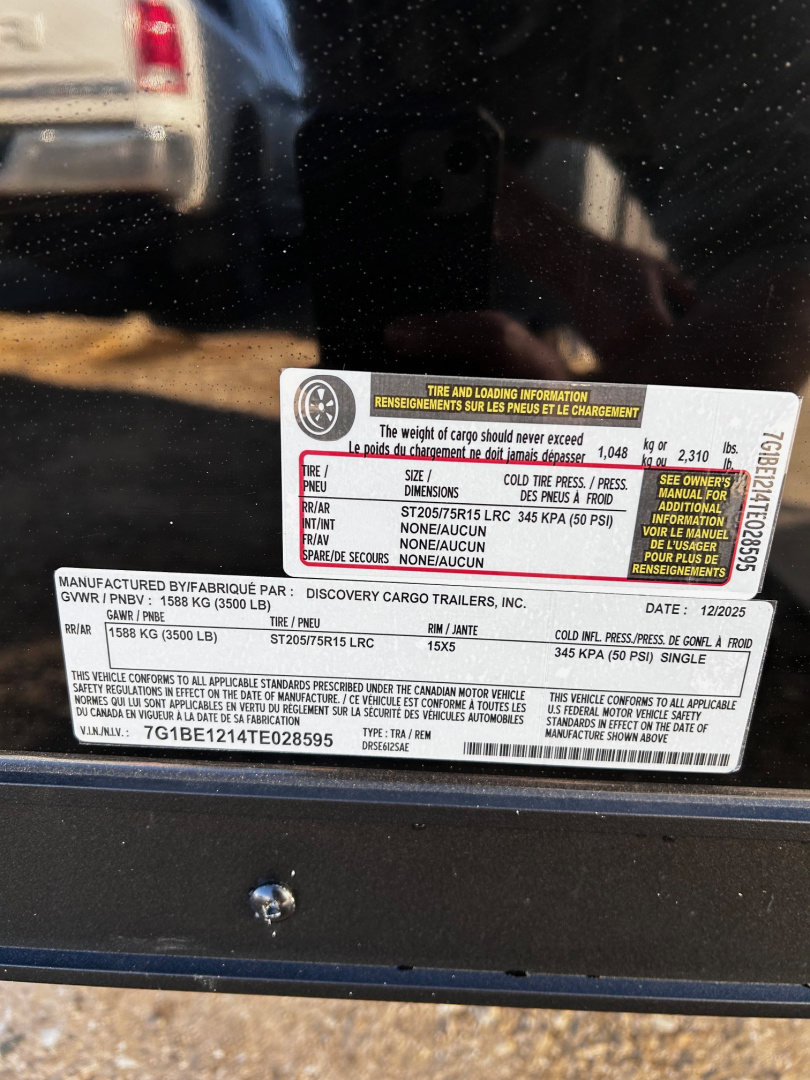 TIRE AND LOADING INFORMATION
RENSEIGNEMENTS SUR LES PNEUS ET LE CHARGEMENT
The weight of cargo should never exceed
Le poids du chargement ne doit jamais dépasser 1,048 kg or kg ou 2,310 lbs. lb.
TIRE / PNEU SIZE / DIMENSIONS COLD TIRE PRESS. / PRESS. DES PNEUS À FROID
RR/AR ST205/75R15 LRC 345 KPA (50 PSI)
INT/INT NONE/AUCUN
FR/AV NONE/AUCUN
SPARE/DE SECOURS NONE/AUCUN
SEE OWNER'S
MANUAL FOR
ADDITIONAL
INFORMATION
VOIR LE MANUEL
DE L'USAGER
POUR PLUS DE
RENSEIGNEMENTS
7G1BE1214TE028595
MANUFACTURED BY/FABRIQUÉ PAR : DISCOVERY CARGO TRAILERS, INC.
GVWR / PNBV : 1588 KG (3500 LB) DATE : 12/2025
GAWR / PNBE TIRE / PNEU RIM / JANTE COLD INFL. PRESS./PRESS. DE GONFL. À FROID
RR/AR 1588 KG (3500 LB) ST205/75R15 LRC 15X5 345 KPA (50 PSI) SINGLE
THIS VEHICLE CONFORMS TO ALL APPLICABLE STANDARDS PRESCRIBED UNDER THE CANADIAN MOTOR VEHICLE
SAFETY REGULATIONS IN EFFECT ON THE DATE OF MANUFACTURE. / CE VÉHICULE EST CONFORME À TOUTES LES
NORMES QUI LUI SONT APPLICABLES EN VERTU DU RÈGLEMENT SUR LA SÉCURITÉ DES VÉHICULES AUTOMOBILES
DU CANADA EN VIGUEUR À LA DATE DE SA FABRICATION
THIS VEHICLE CONFORMS TO ALL APPLICABLE
U.S FEDERAL MOTOR VEHICLE SAFETY
STANDARDS IN EFFECT ON THE DATE OF
MANUFACTURE SHOWN ABOVE
V.I.N./N.I.V. : 7G1BE1214TE028595 TYPE : TRA / REM
DRSE612SAE